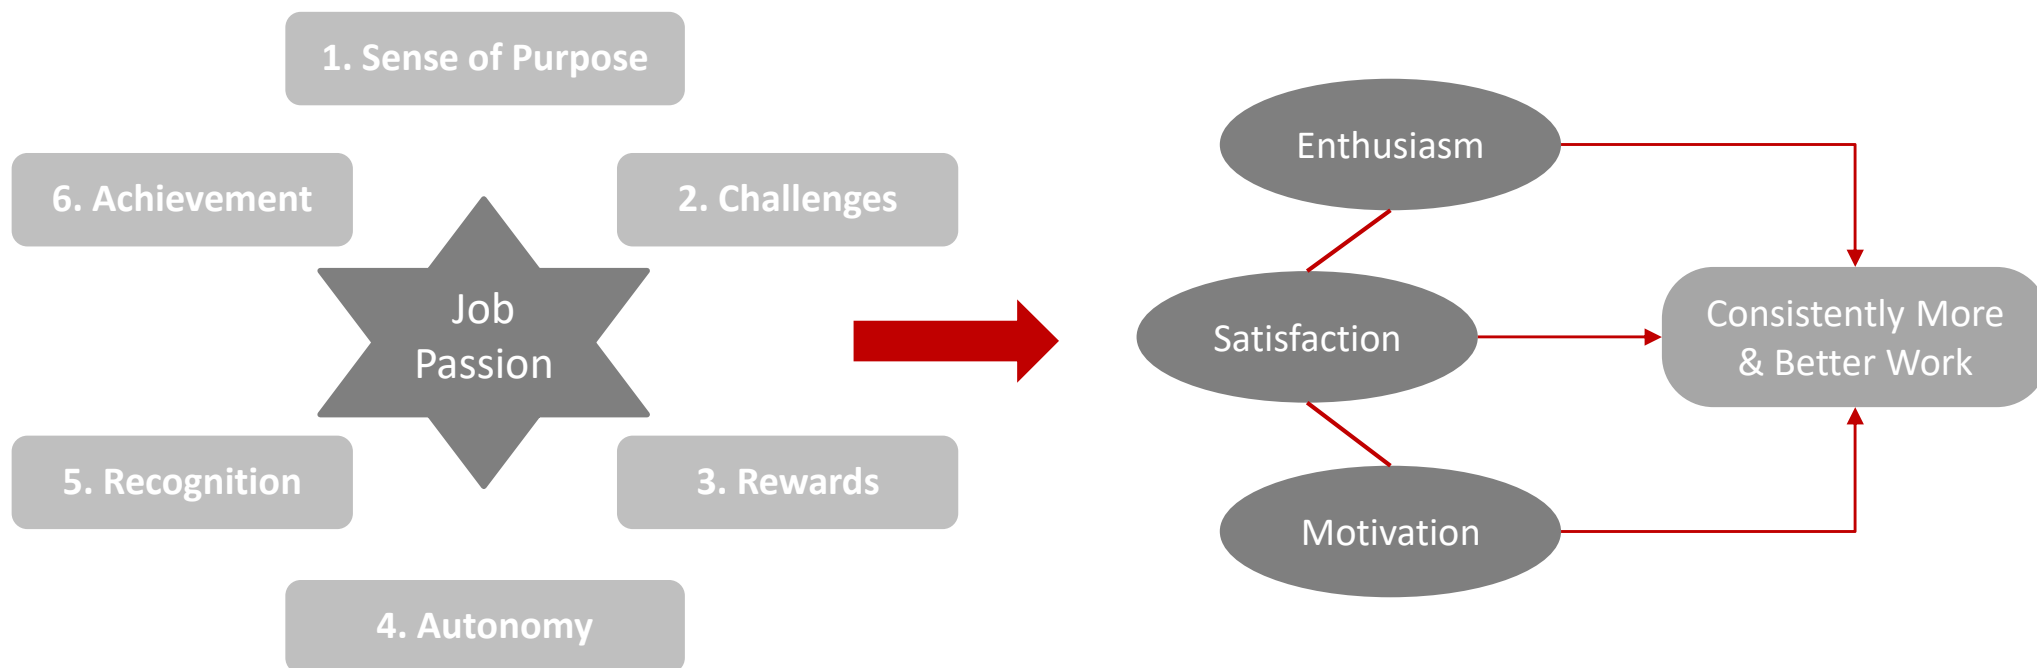 1. Sense of Purpose
2. Challenges
3. Rewards
4. Autonomy
5. Recognition
6. Achievement
Job
Passion
Enthusiasm
Satisfaction
Motivation
Consistently More
& Better Work